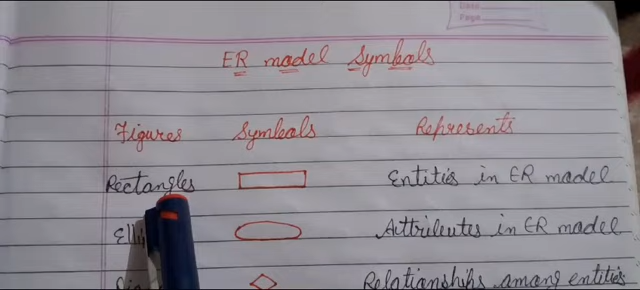 Date
Page
ER model Symbols
Figures Symbols Represents
Rectangles Entities in ER model
Attributes in ER model
Relationships among entities